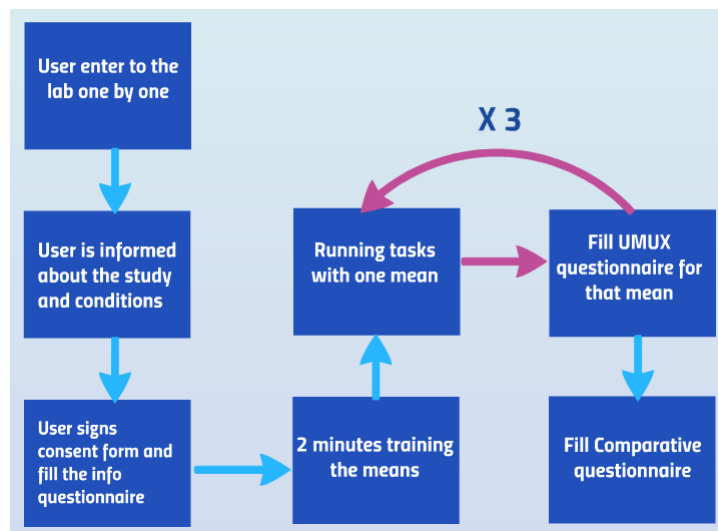 User enter to the
lab one by one
User is informed
about the study
and conditions
User signs
consent form and
fill the info
questionnaire
2 minutes training
the means
Running tasks
with one mean
X 3
Fill UMUX
questionnaire for
that mean
Fill Comparative
questionnaire